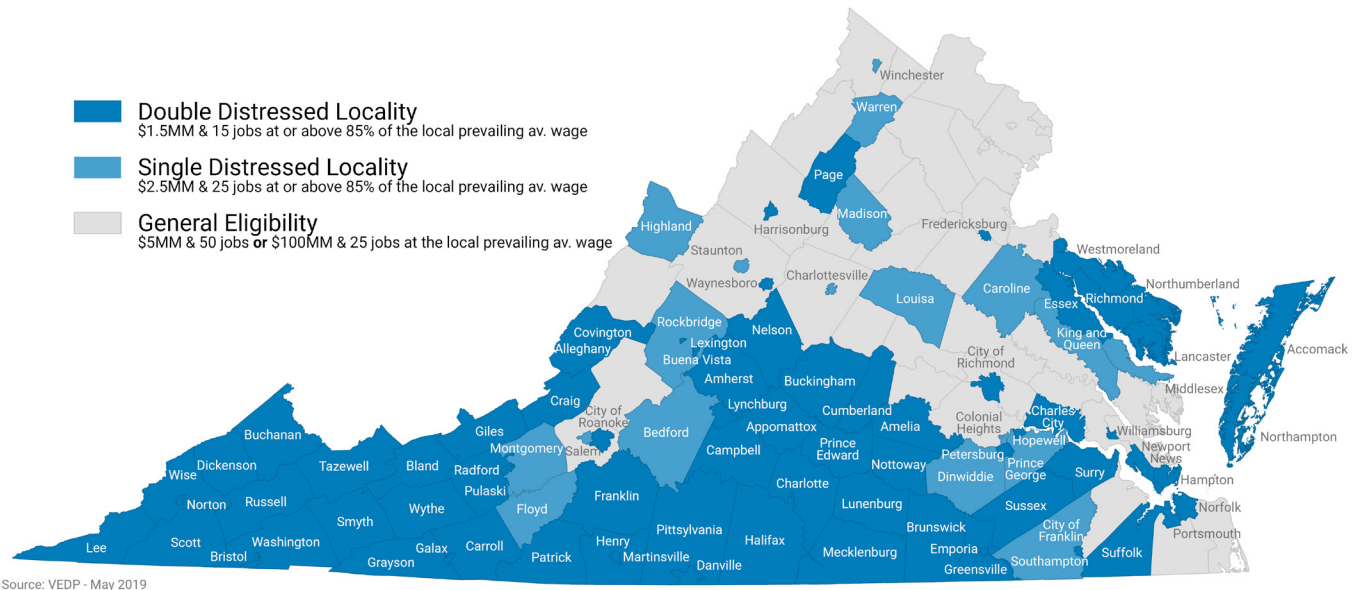 Double Distressed Locality
$1.5MM & 15 jobs at or above 85% of the local prevailing av. wage
Single Distressed Locality
$2.5MM & 25 jobs at or above 85% of the local prevailing av. wage
General Eligibility
$5MM & 50 jobs or $100MM & 25 jobs at the local prevailing av. wage
Winchester
Warren
Page
Madison
Highland
Harrisonburg
Fredericksburg
Staunton
Waynesboro
Charlottesville
Westmoreland
Northumberland
Louisa
Caroline
Essex
Richmond
Rockbridge
Nelson
King and
Queen
Covington
Alleghany
Lexington
Buena Vista
City of
Richmond
Lancaster
Accomack
Amherst
Buckingham
Middlesex
Craig
Lynchburg
Cumberland
Charles
City
City of
Roanoke
Appomattox
Amelia
Colonial
Heights
Williamsburg
Northampton
Buchanan
Giles
Montgomery
Salem
Bedford
Campbell
Prince
Edward
Petersburg
Hopewell
Newport
News
Dickenson
Wise
Tazewell
Bland
Radford
Pulaski
Nottoway
Dinwiddie
Prince
George
Surry
Hampton
Norton
Russell
Wythe
Floyd
Franklin
Charlotte
Lunenburg
Sussex
Norfolk
Smyth
Pittsylvania
Brunswick
City of
Franklin
Portsmouth
Lee
Scott
Washington
Bristol
Galax
Grayson
Carroll
Patrick
Henry
Martinsville
Danville
Halifax
Mecklenburg
Emporia
Greensville
Southampton
Suffolk
Source: VEDP - May 2019